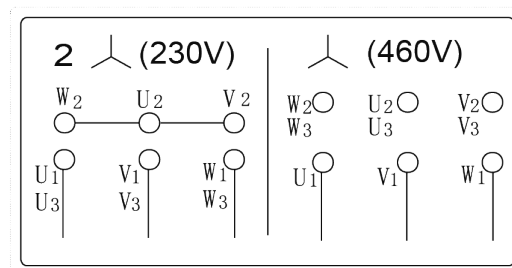 2 (230V)
W2 U2 V2
U1 V1 W1
U3 V3 W3
(460V)
W2 U2 V2
W3 U3 V3
U1 V1 W1